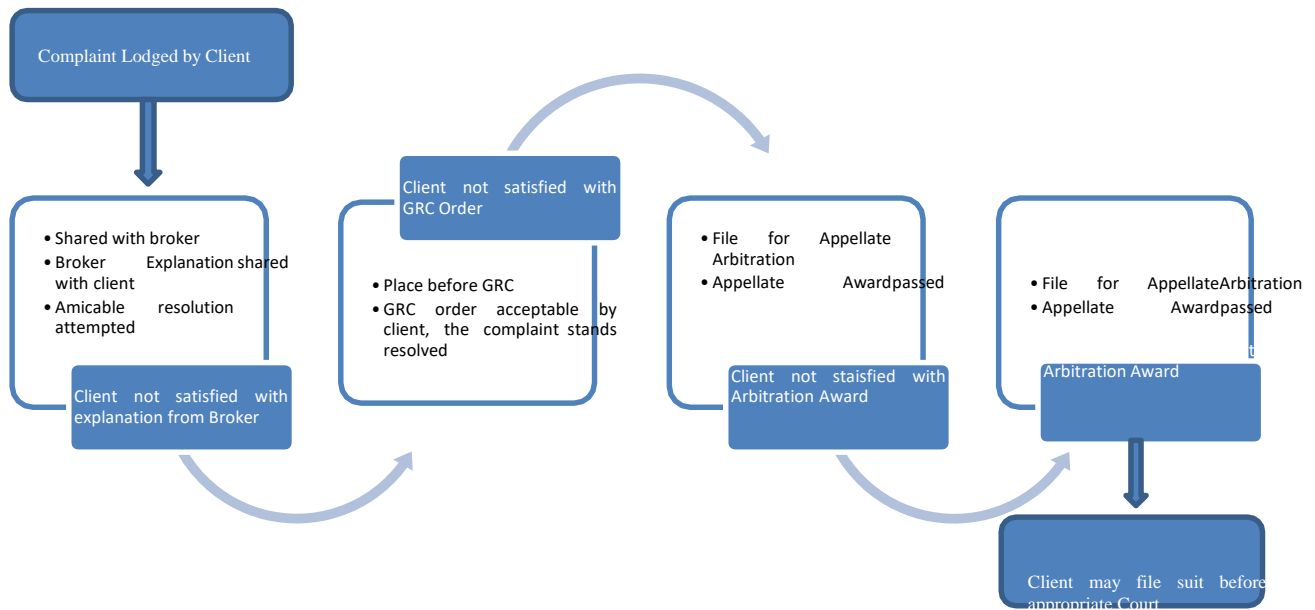 Complaint Lodged by Client
• Shared with broker
• Broker Explanation shared
with client
• Amicable resolution
attempted
Client not satisfied with
explanation from Broker
Client not satisfied with
GRC Order
• Place before GRC
• GRC order acceptable by
client, the complaint stands
resolved
• File for Appellate
Arbitration
• Appellate Awardpassed
Client not staisfied with
Arbitration Award
• File for AppellateArbitration
• Appellate Awardpassed
Arbitration Award
Client may file suit before
appropriate Court